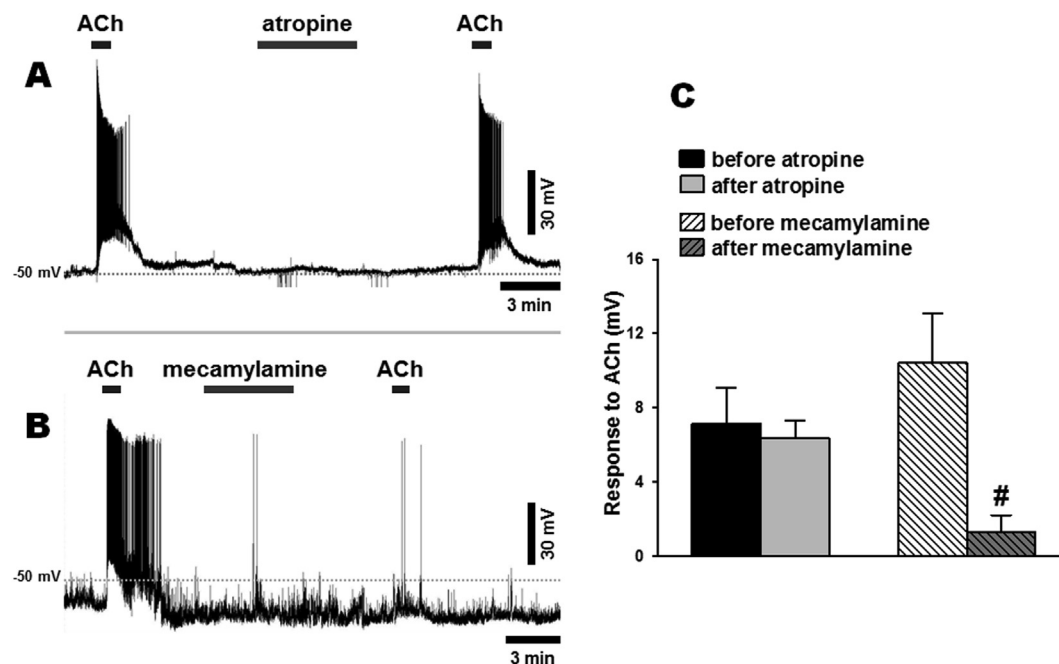 ACh atropine ACh
A
30 mV
-50 mV
3 min
ACh mecamylamine ACh
B
30 mV
-50 mV
3 min
C
before atropine
after atropine
before mecamylamine
after mecamylamine
Response to ACh (mV)
16
12
8
4
0
#